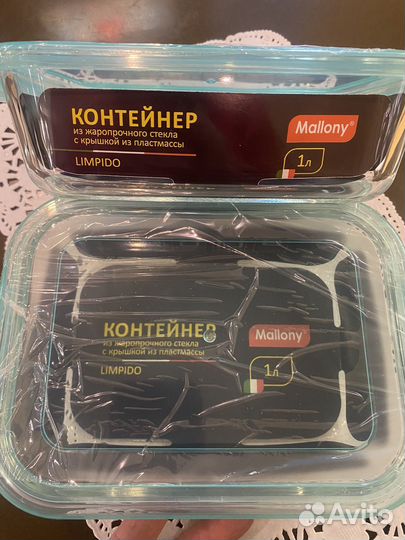 КОНТЕЙНЕР
из жаропрочного стекла
с крышкой из пластмассы
LIMPIDO
Mallony®
1л
КОНТЕЙНЕР
из жаропрочного стекла
с крышкой из пластмассы
LIMPIDO
Mallony
1л
Avito